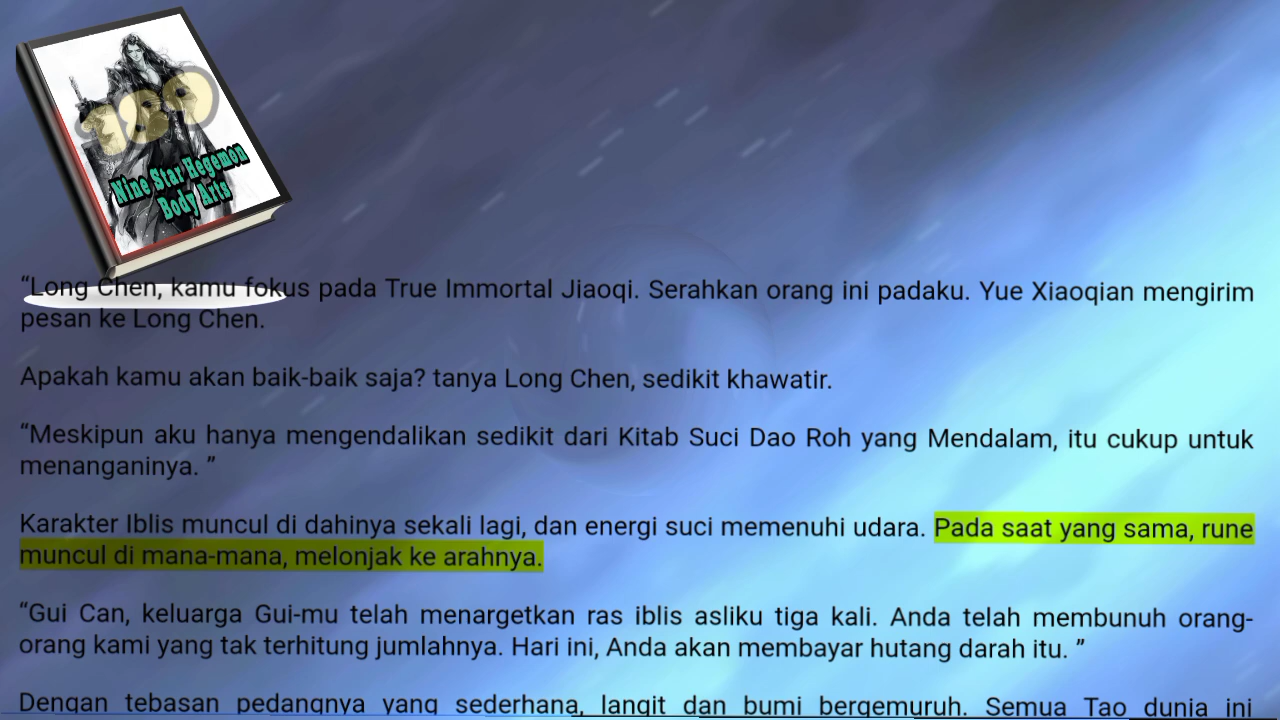 189
Nine Star Hegemon
Body Arts
“Long Chen, kamu fokus pada True Immortal Jiaoqi. Serahkan orang ini padaku. Yue Xiaoqian mengirim
pesan ke Long Chen.
Apakah kamu akan baik-baik saja? tanya Long Chen, sedikit khawatir.
“Meskipun aku hanya mengendalikan sedikit dari Kitab Suci Dao Roh yang Mendalam, itu cukup untuk
menanganinya. ”
Karakter Iblis muncul di dahinya sekali lagi, dan energi suci memenuhi udara. Pada saat yang sama, rune
muncul di mana-mana, melonjak ke arahnya.
“Gui Can, keluarga Gui-mu telah menargetkan ras iblis asliku tiga kali. Anda telah membunuh orang-
orang kami yang tak terhitung jumlahnya. Hari ini, Anda akan membayar hutang darah itu. ”
Dengan tebasan pedangnya yang sederhana, langit dan bumi bergemuruh. Semua Tao dunia ini